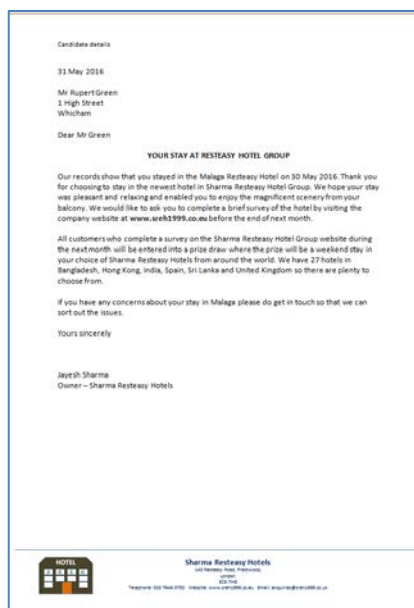 Candidate details
31 May 2016
Mr Rupert Green
1 High Street
Whicham
Dear Mr Green
YOUR STAY AT RESTEASY HOTEL GROUP
Our records show that you stayed in the Malaga Resteasy Hotel on 30 May 2016. Thank you
for choosing to stay in the newest hotel in Sharma Resteasy Hotel Group. We hope your stay
was pleasant and relaxing and enabled you to enjoy the magnificent scenery from your
balcony. We would like to ask you to complete a brief survey of the hotel by visiting the
company website at www.sreh1999.co.eu before the end of next month.
All customers who complete a survey on the Sharma Resteasy Hotel Group website during
the next month will be entered into a prize draw where the prize will be a weekend stay in
your choice of Sharma Resteasy Hotels from around the world. We have 27 hotels in
Bangladesh, Hong Kong, India, Spain, Sri Lanka and United Kingdom so there are plenty to
choose from.
If you have any concerns about your stay in Malaga please do get in touch so that we can
sort out the issues.
Yours sincerely
Jayesh Sharma
Owner – Sharma Resteasy Hotels
HOTEL
Sharma Resteasy Hotels
London